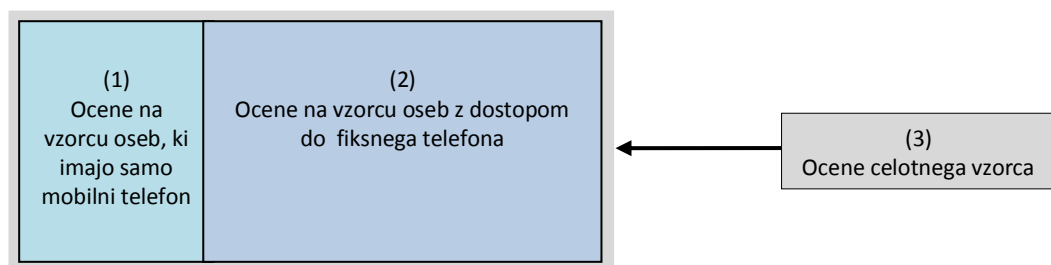 (1)
Ocene na
vzorcu oseb, ki
imajo samo
mobilni telefon
(2)
Ocene na vzorcu oseb z dostopom
do fiksnega telefona
(3)
Ocene celotnega vzorca